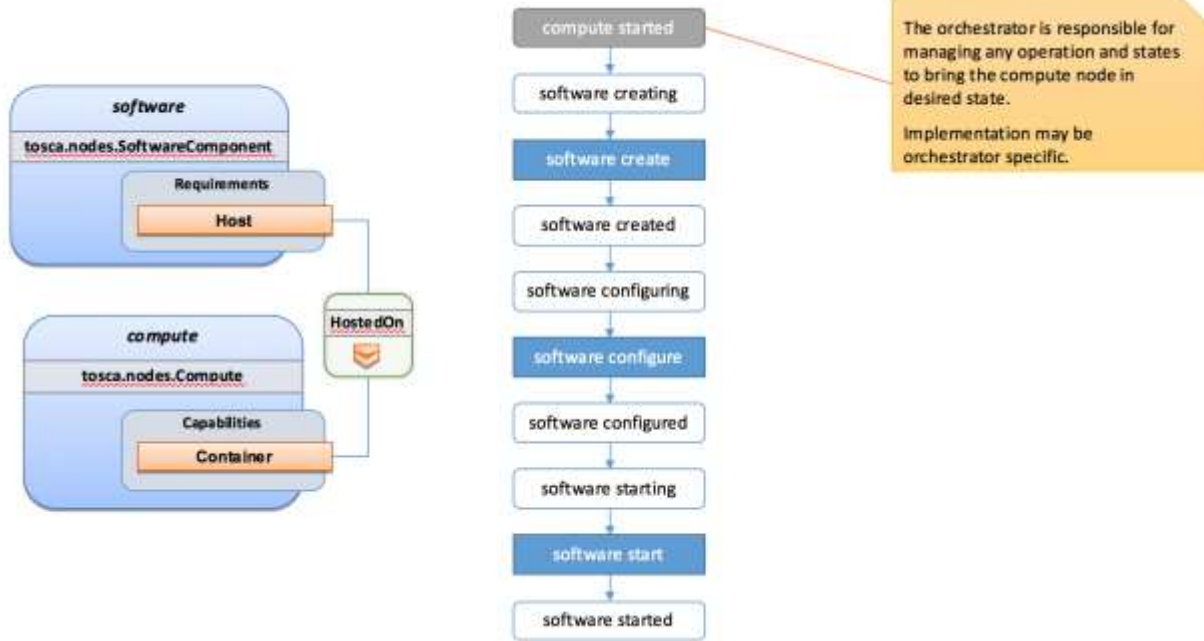 software
tosca.nodes.SoftwareComponent
Requirements
Host
HostedOn
compute
tosca.nodes.Compute
Capabilities
Container
compute started
software creating
software create
software created
software configuring
software configure
software configured
software starting
software start
software started
The orchestrator is responsible for
managing any operation and states
to bring the compute node in
desired state.
Implementation may be
orchestrator specific.